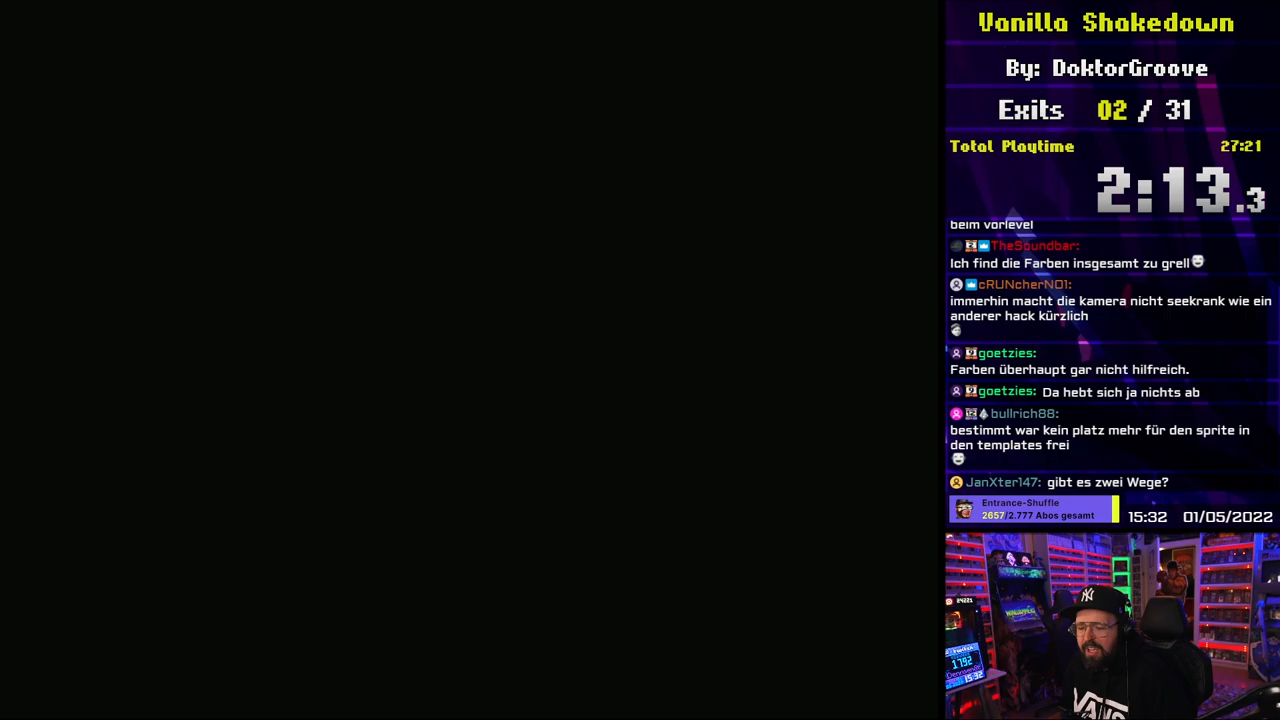 Vanilla Shakedown
By: DoktorGroove
Exits 02 / 31
Total Playtime 27:21
2:13.3
beim vorlevel
TheSoundbar:
Ich find die Farben insgesamt zu grell
cRUNcherNO1:
immerhin macht die kamera nicht seekrank wie ein
anderer hack kürzlich
goetzies:
Farben überhaupt gar nicht hilfreich.
goetzies: Da hebt sich ja nichts ab
bullrich88:
bestimmt war kein platz mehr für den sprite in
den templates frei
JanXter147: gibt es zwei Wege?
Entrance-Shuffle
2657/2.777 Abos gesamt
15:32 01/05/2022
1792
15:32
VANS